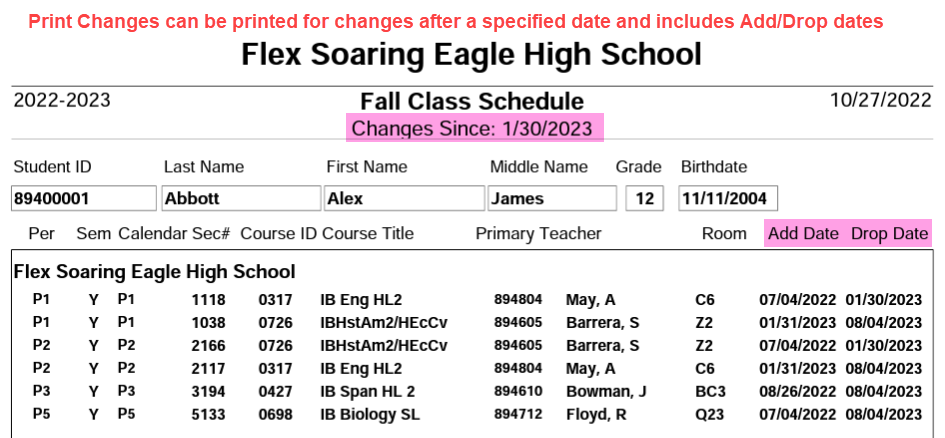 Print Changes can be printed for changes after a specified date and includes Add/Drop dates
Flex Soaring Eagle High School
2022-2023 Fall Class Schedule 10/27/2022
Changes Since: 1/30/2023
Student ID Last Name First Name Middle Name Grade Birthdate
89400001 Abbott Alex James 12 11/11/2004
Per Sem Calendar Sec# Course ID Course Title Primary Teacher Room Add Date Drop Date
Flex Soaring Eagle High School
P1 Y P1 1118 0317 IB Eng HL2 894804 May, A C6 07/04/2022 01/30/2023
P1 Y P1 1038 0726 IBHstAm2/HEcCv 894605 Barrera, S Z2 01/31/2023 08/04/2023
P2 Y P2 2166 0726 IBHstAm2/HEcCv 894605 Barrera, S Z2 07/04/2022 01/30/2023
P2 Y P2 2117 0317 IB Eng HL2 894804 May, A C6 01/31/2023 08/04/2023
P3 Y P3 3194 0427 IB Span HL 2 894610 Bowman, J BC3 08/26/2022 08/04/2023
P5 Y P5 5133 0698 IB Biology SL 894712 Floyd, R Q23 07/04/2022 08/04/2023